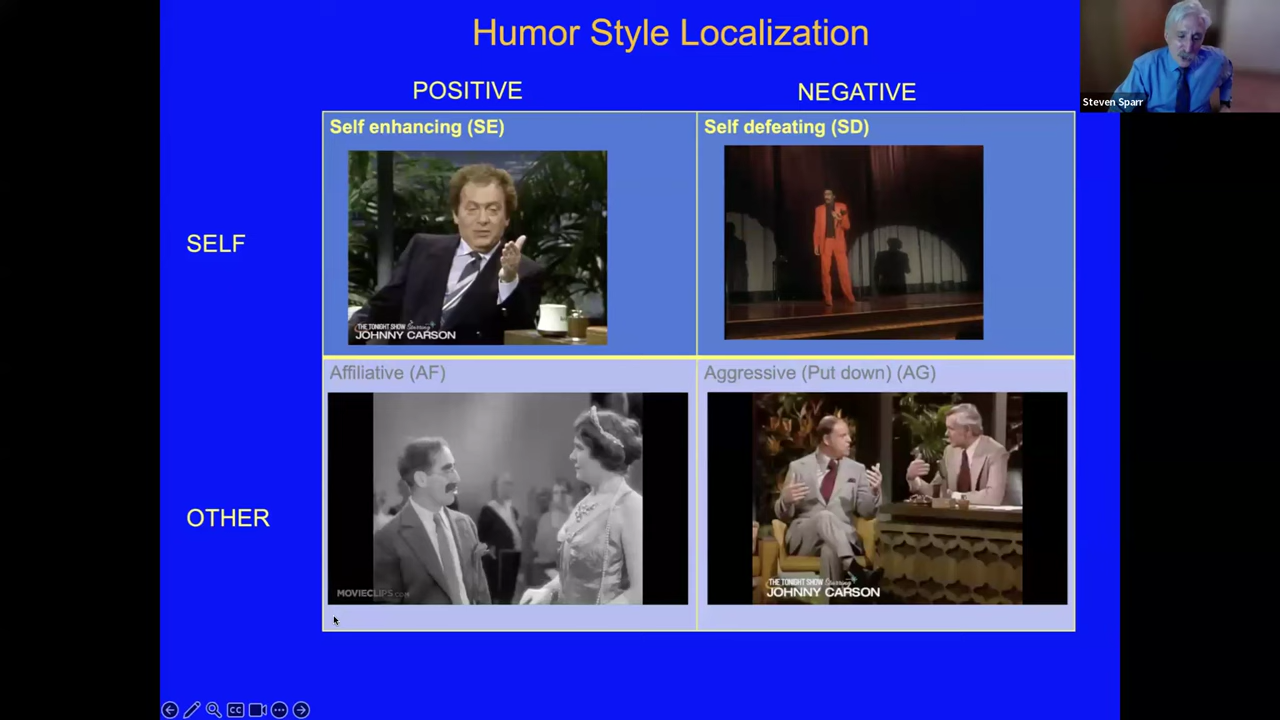 Humor Style Localization
POSITIVE
NEGATIVE
Steven Sparr
Self enhancing (SE)
Self defeating (SD)
SELF
THE TONIGHT SHOW Starring
JOHNNY CARSON
Affiliative (AF)
Aggressive (Put down) (AG)
OTHER
MOVIECLIPS.COM
THE TONIGHT SHOW Starring
JOHNNY CARSON
CC